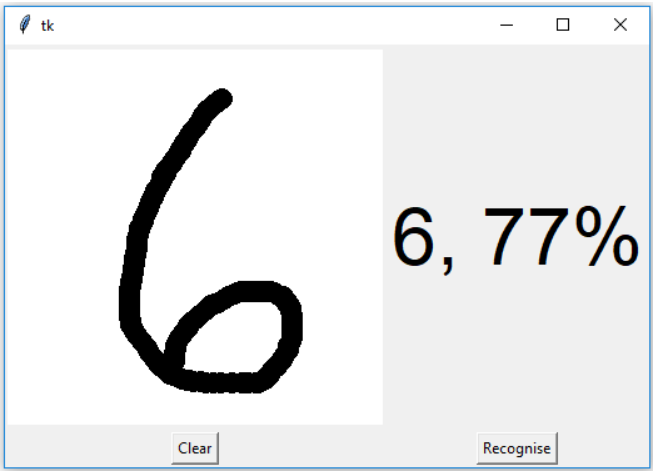 tk
6
6, 77%
Clear
Recognise